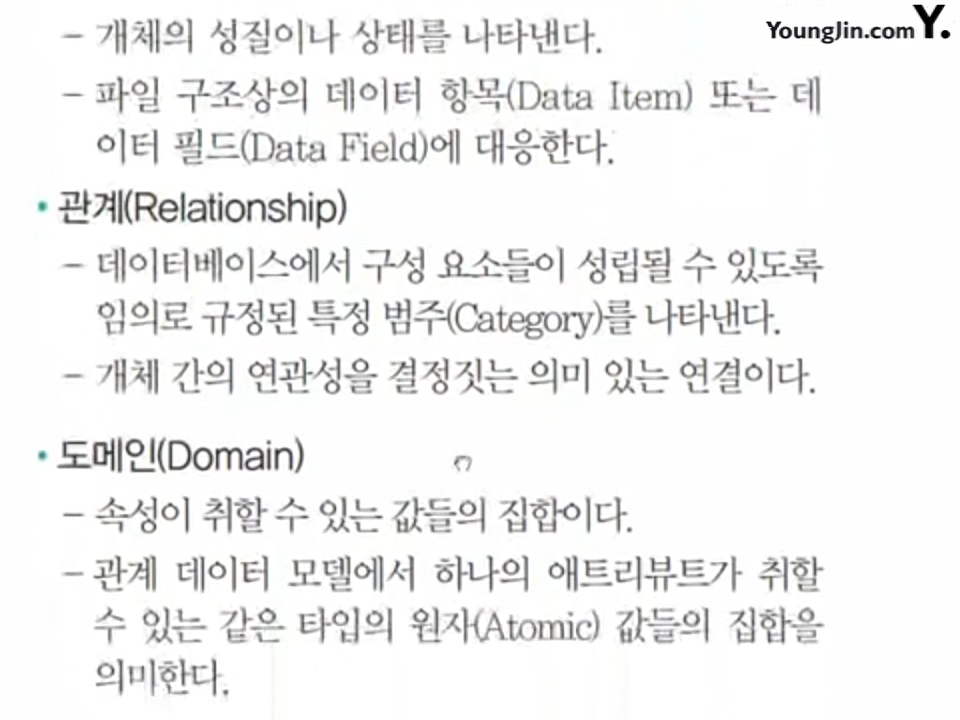 YoungJin.com Y.
– 개체의 성질이나 상태를 나타낸다.
– 파일 구조상의 데이터 항목(Data Item) 또는 데
이터 필드(Data Field)에 대응한다.
• 관계(Relationship)
– 데이터베이스에서 구성 요소들이 성립될 수 있도록
임의로 규정된 특정 범주(Category)를 나타낸다.
– 개체 간의 연관성을 결정짓는 의미 있는 연결이다.
• 도메인(Domain)
– 속성이 취할 수 있는 값들의 집합이다.
– 관계 데이터 모델에서 하나의 애트리뷰트가 취할
수 있는 같은 타입의 원자(Atomic) 값들의 집합을
의미한다.